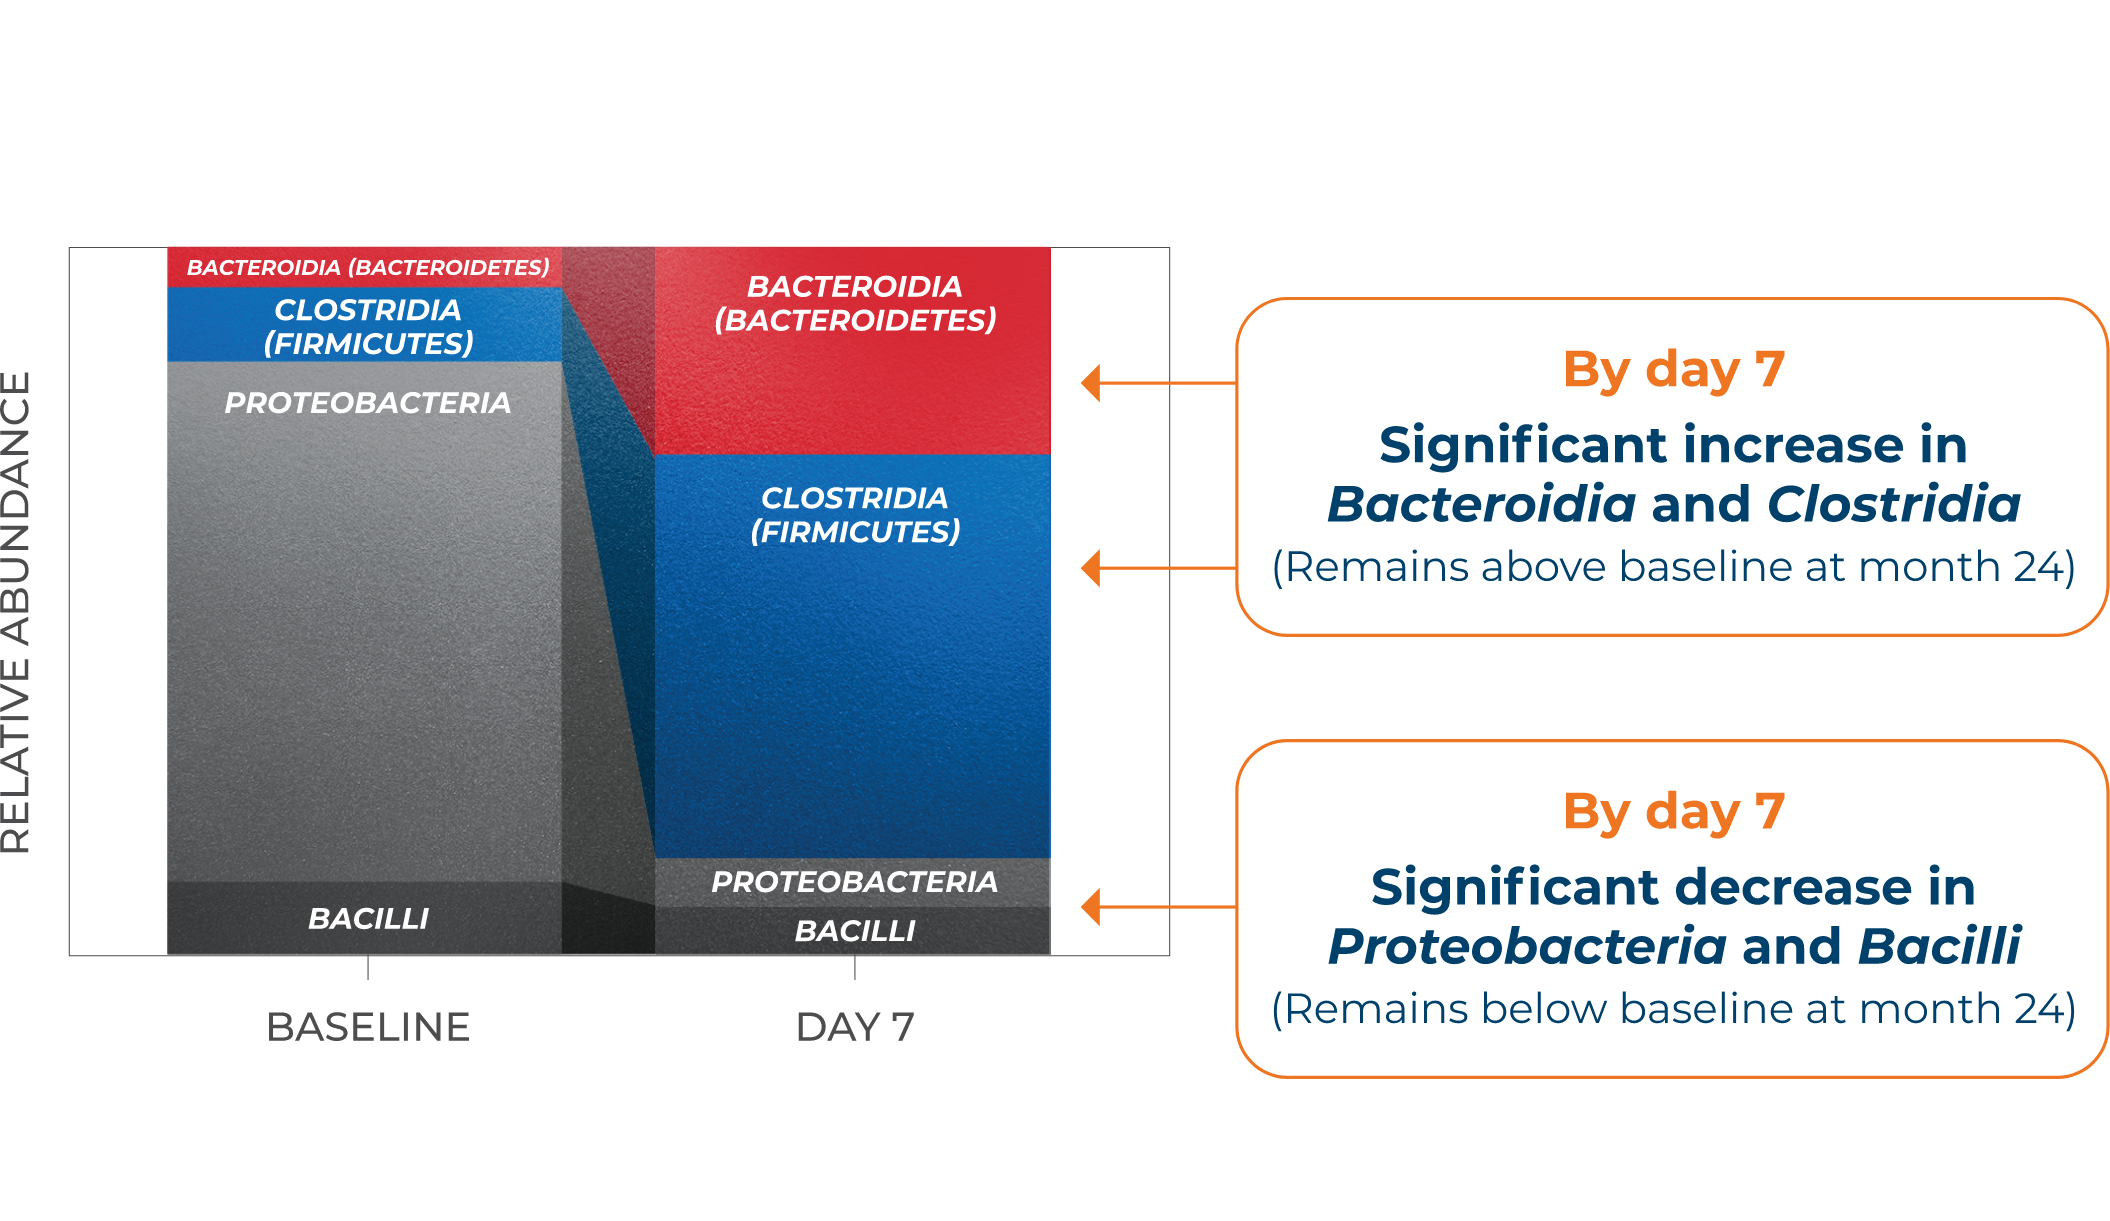 RELATIVE ABUNDANCE
BACTEROIDIA (BACTEROIDETES)
CLOSTRIDIA
(FIRMICUTES)
PROTEOBACTERIA
BACILLI
BASELINE
BACTEROIDIA
(BACTEROIDETES)
CLOSTRIDIA
(FIRMICUTES)
PROTEOBACTERIA
BACILLI
DAY 7
By day 7
Significant increase in
Bacteroidia and Clostridia
(Remains above baseline at month 24)
By day 7
Significant decrease in
Proteobacteria and Bacilli
(Remains below baseline at month 24)